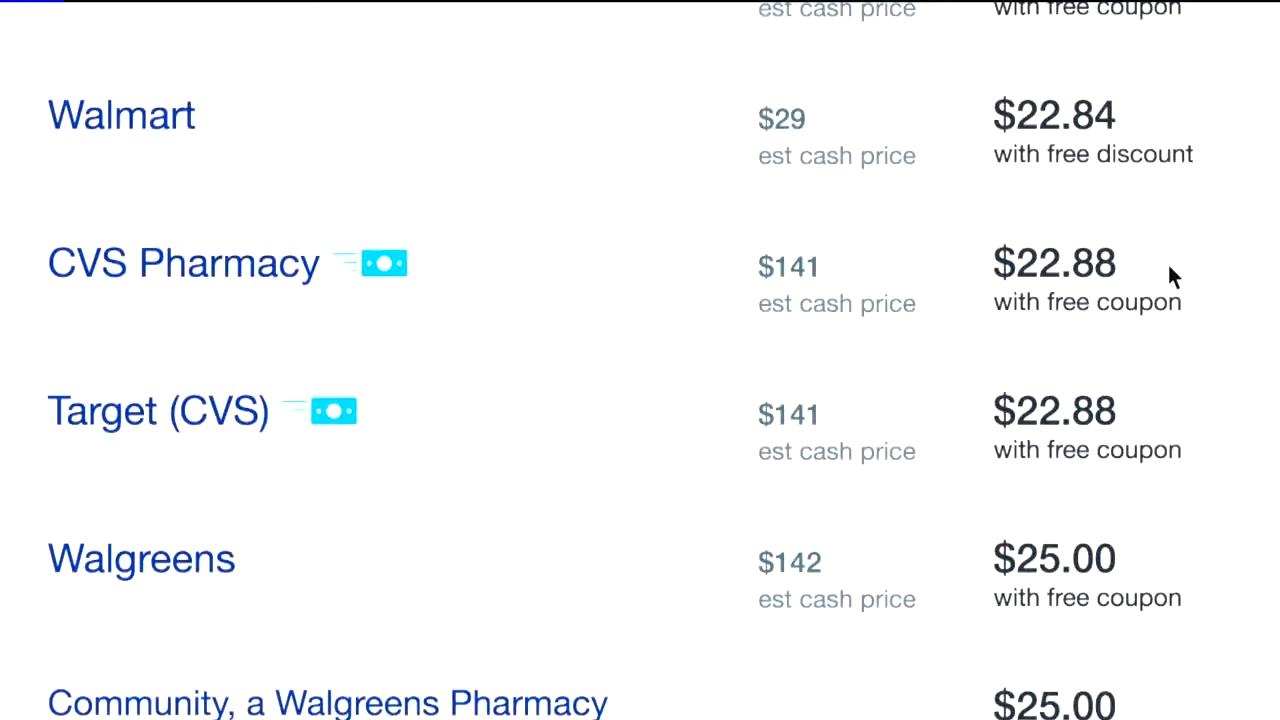 est cash price with free coupon
Walmart $29 $22.84
est cash price with free discount
CVS Pharmacy $141 $22.88
est cash price with free coupon
Target (CVS) $141 $22.88
est cash price with free coupon
Walgreens $142 $25.00
est cash price with free coupon
Community, a Walgreens Pharmacy $25.00